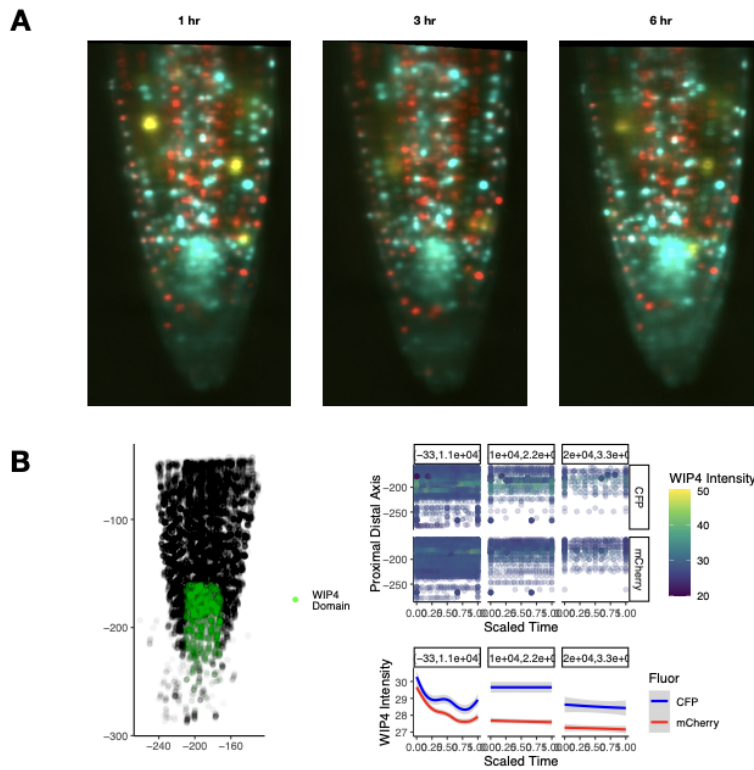 A
1 hr
3 hr
6 hr
B
−100
−200
−300
−240 −200 −160
WIP4
Domain
−33,1.1e+04
1e+04,2.2e+0
2e+04,3.3e+0
Proximal Distal Axis
−200
−250
CFP
−200
−250
mCherry
Scaled Time
WIP4 Intensity
50
40
30
20
−33,1.1e+04
1e+04,2.2e+0
2e+04,3.3e+0
WIP4 Intensity
30
29
28
27
Scaled Time
Fluor
CFP
mCherry